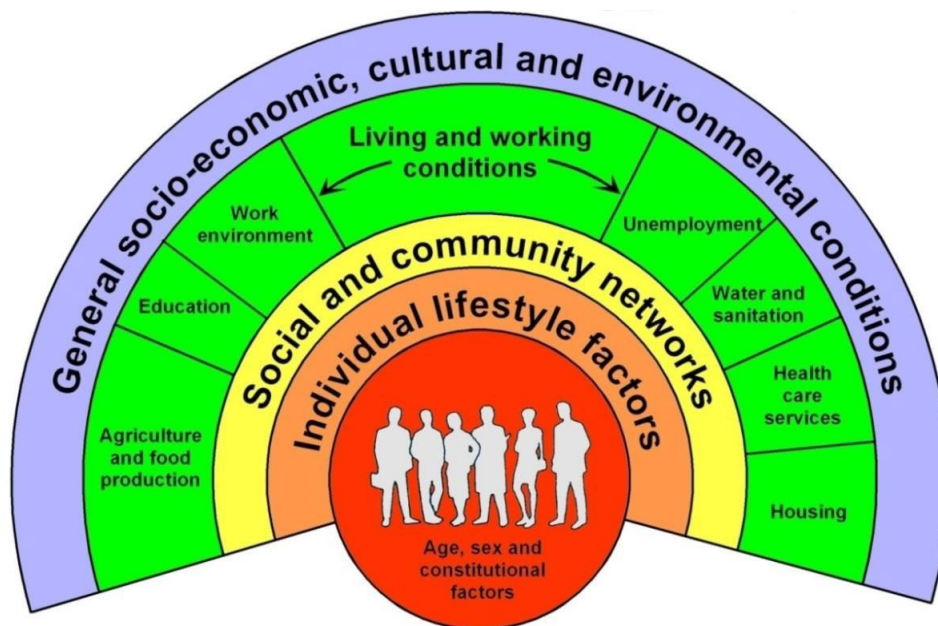 General socio-economic, cultural and environmental conditions
Living and working
conditions
Work
environment
Education
Agriculture
and food
production
Unemployment
Water and
sanitation
Health
care
services
Housing
Social and community networks
Individual lifestyle factors
Age, sex and
constitutional
factors